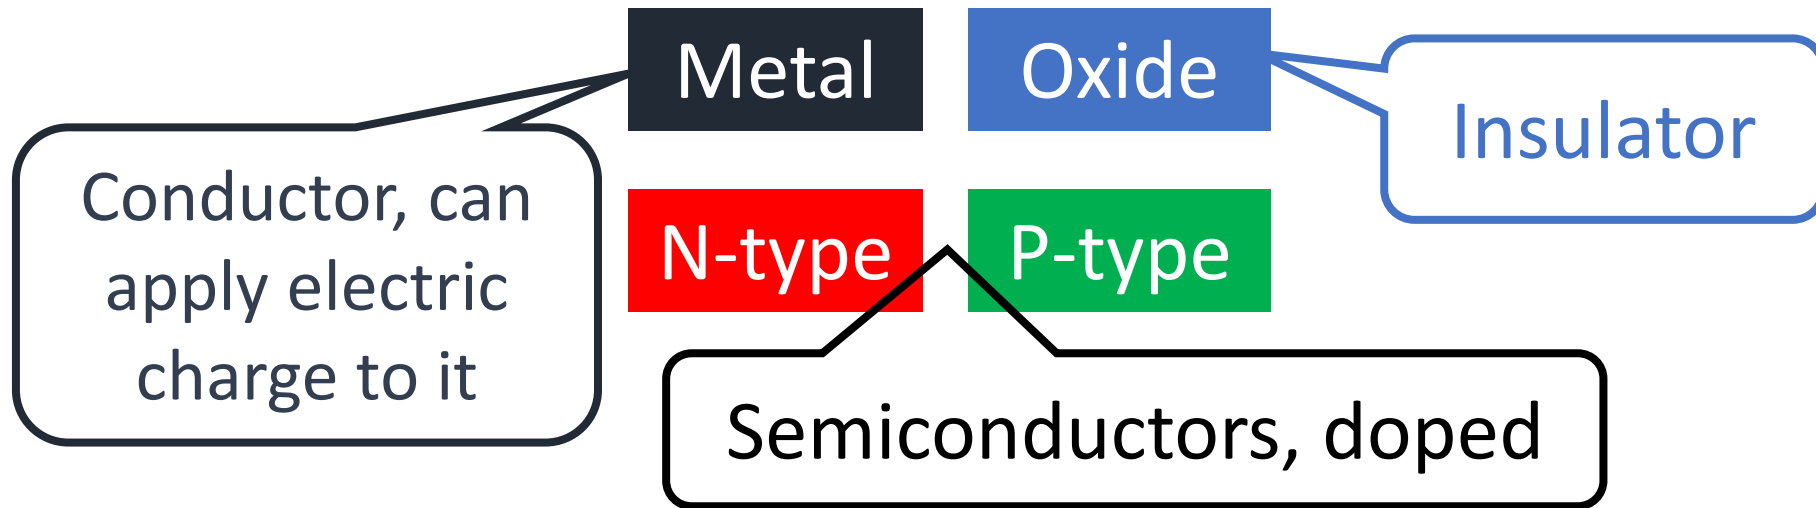 Metal
Oxide
Insulator
Conductor, can
apply electric
charge to it
N-type
P-type
Semiconductors, doped